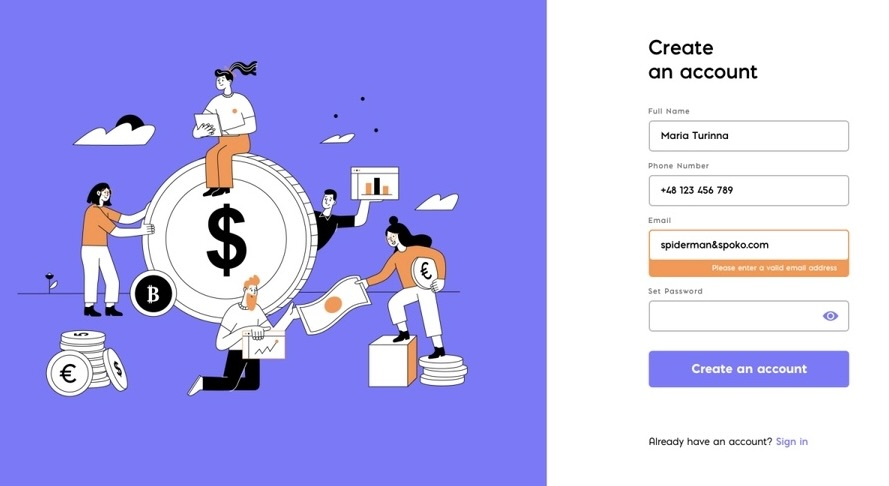 $
€
B
$
€
$
Create
an account
Full Name
Maria Turinna
Phone Number
+48 123 456 789
Email
spiderman&spoko.com
Please enter a valid email address
Set Password
Create an account
Already have an account? Sign in